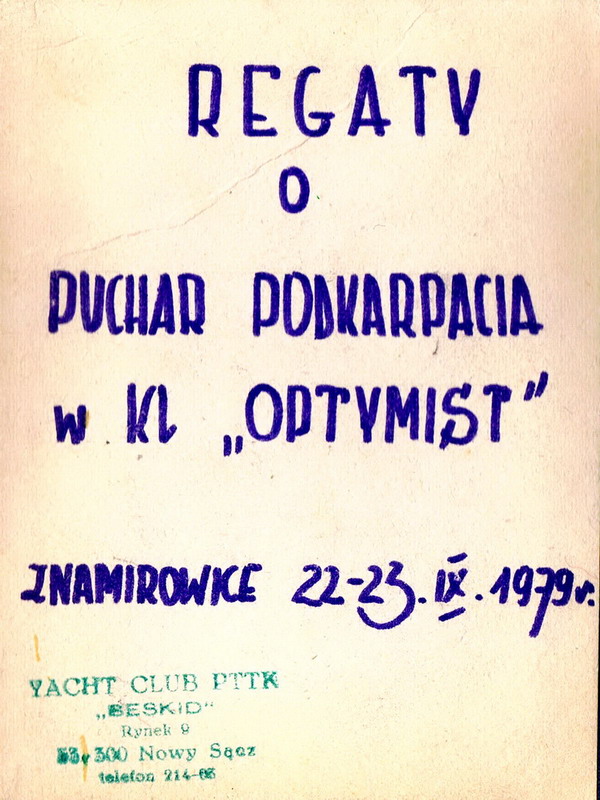 REGATY
O
PUCHAR PODKARPACIA
w KL „OPTYMIST”
ZNAMIROWICE 22-23.IX.1979r.
YACHT CLUB PTTK
„BESKID”
Rynek 9
300 Nowy Sącz
telefon